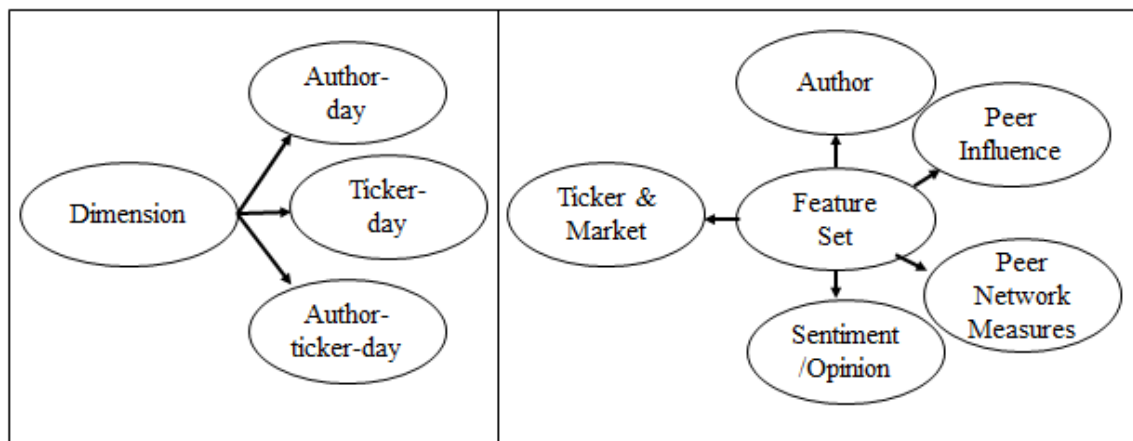 Dimension
Author-
day
Ticker-
day
Author-
ticker-day
Author
Peer
Influence
Ticker &
Market
Feature
Set
Peer
Network
Measures
Sentiment
/Opinion